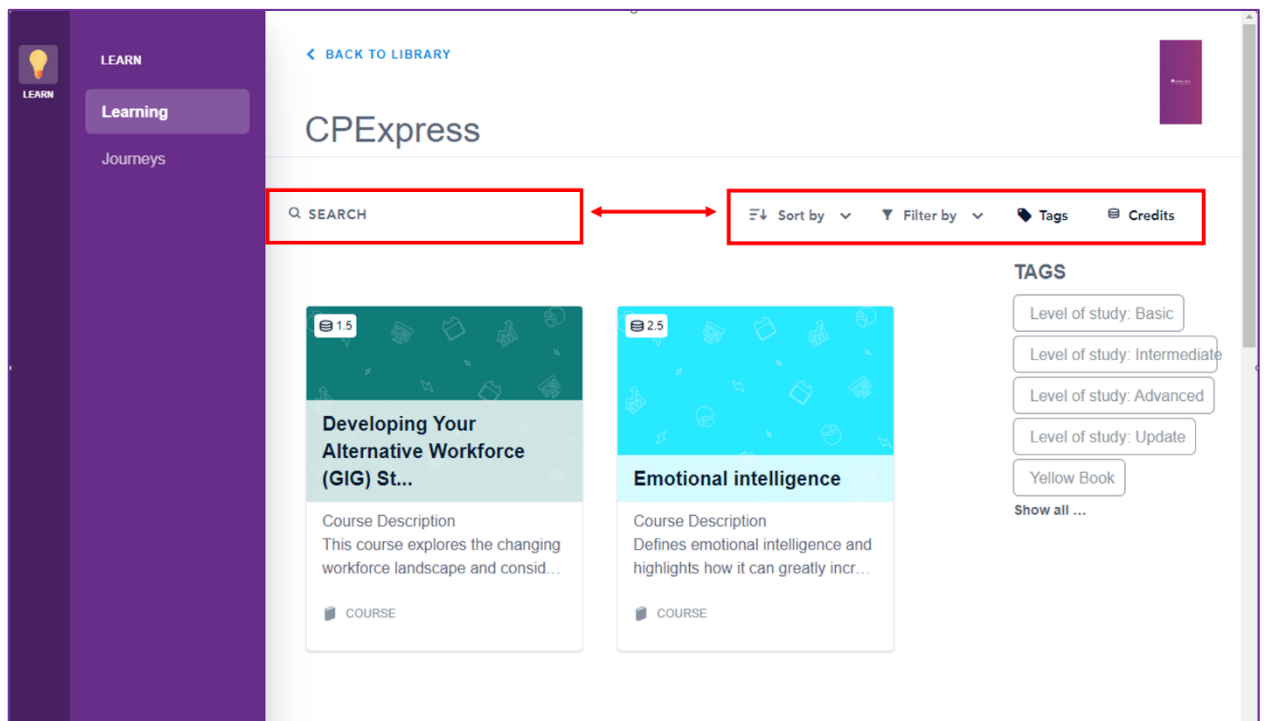 LEARN
LEARN
Learning
Journeys
BACK TO LIBRARY
CPExpress
SEARCH
Sort by
Filter by
Tags
Credits
TAGS
Level of study: Basic
Level of study: Intermediate
Level of study: Advanced
Level of study: Update
Yellow Book
Show all ...
1.5
Developing Your
Alternative Workforce
(GIG) St...
Course Description
This course explores the changing
workforce landscape and consid...
COURSE
2.5
Emotional intelligence
Course Description
Defines emotional intelligence and
highlights how it can greatly incr...
COURSE